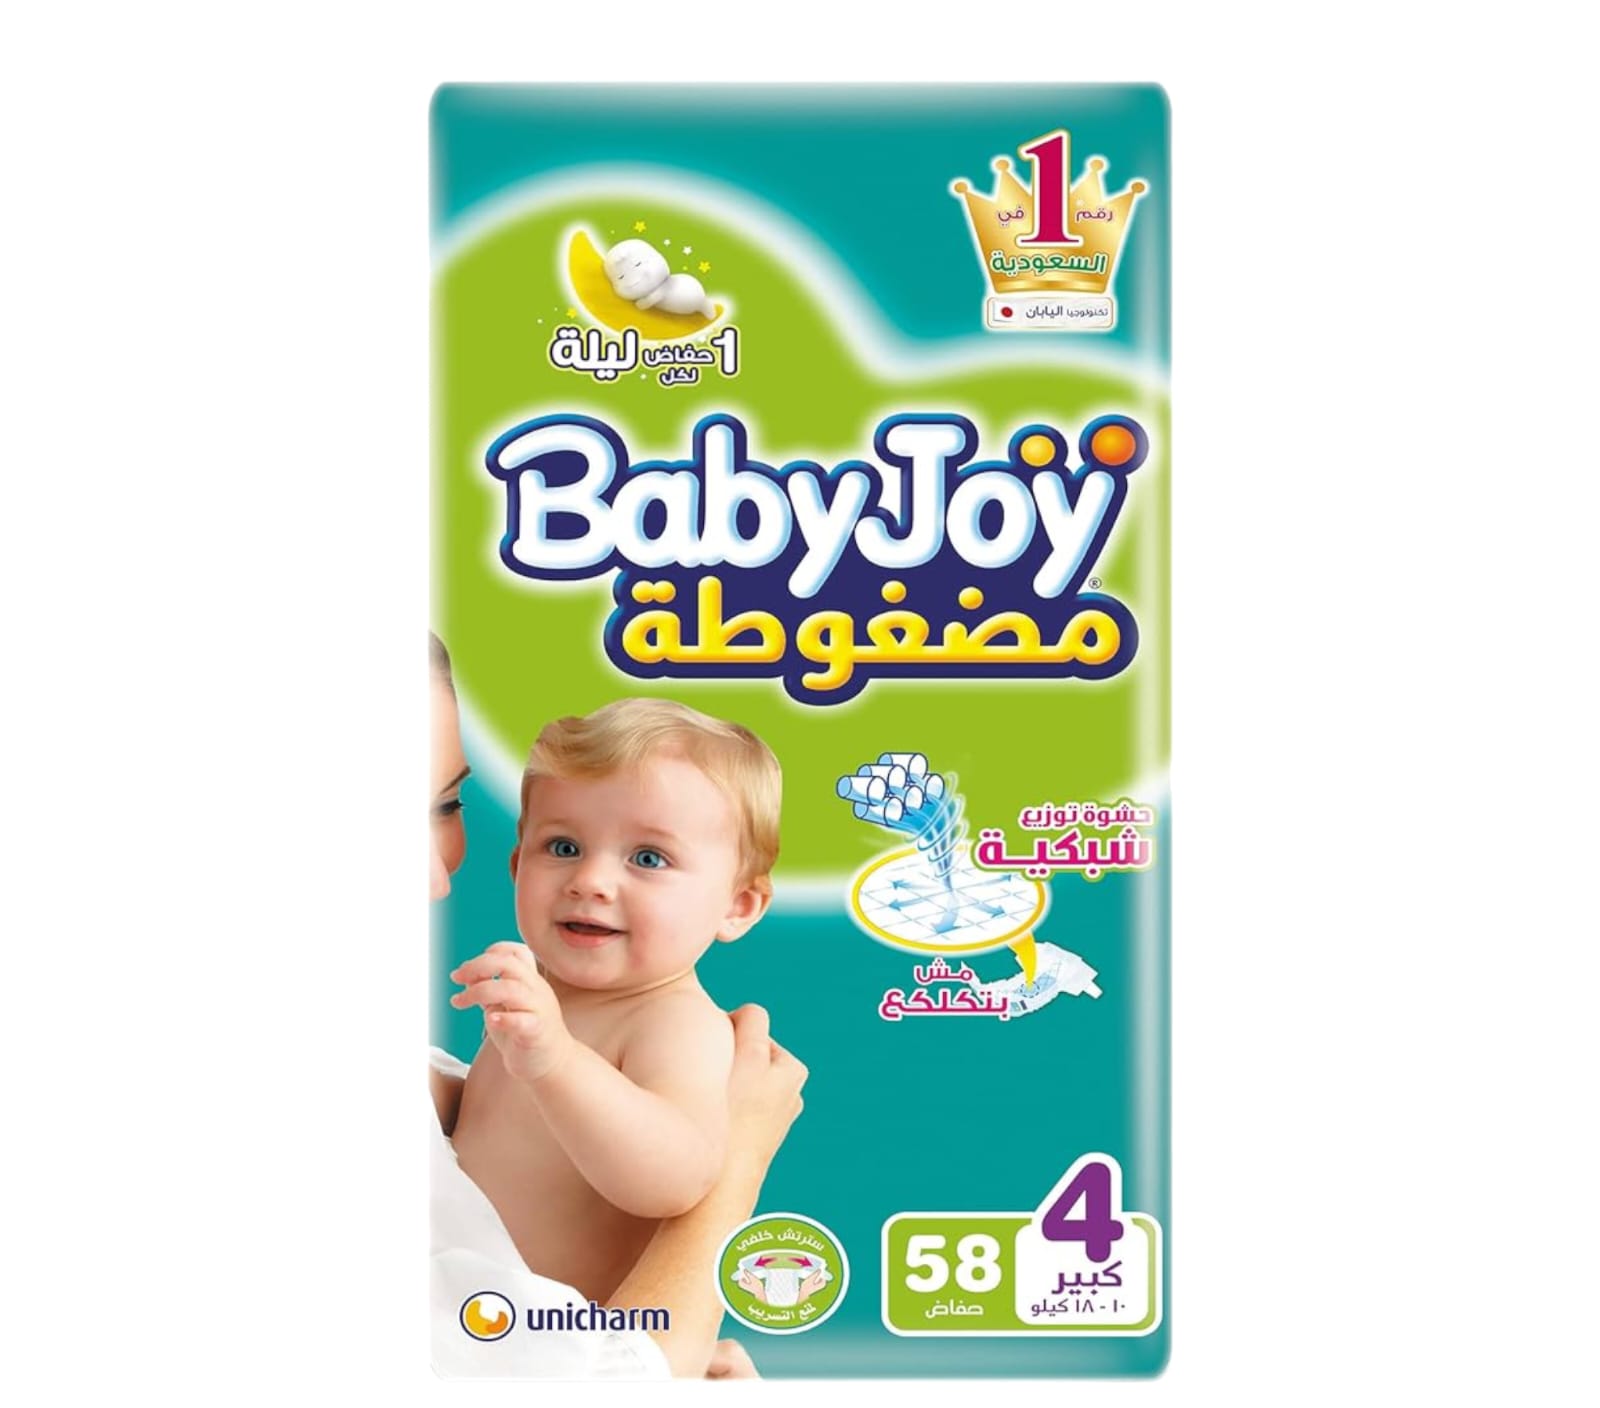 رقم 1 في
السعودية
تكنولوجيا اليابان
1 حفاض لكل ليلة
BabyJoy®
مضغوطة
حشوة توزيع
شبكية
مش
بتكلكع
سترتش خلفي
لمنع التسريب
58
حفاض
4
كبير
١٠ - ١٨ كيلو
unicharm